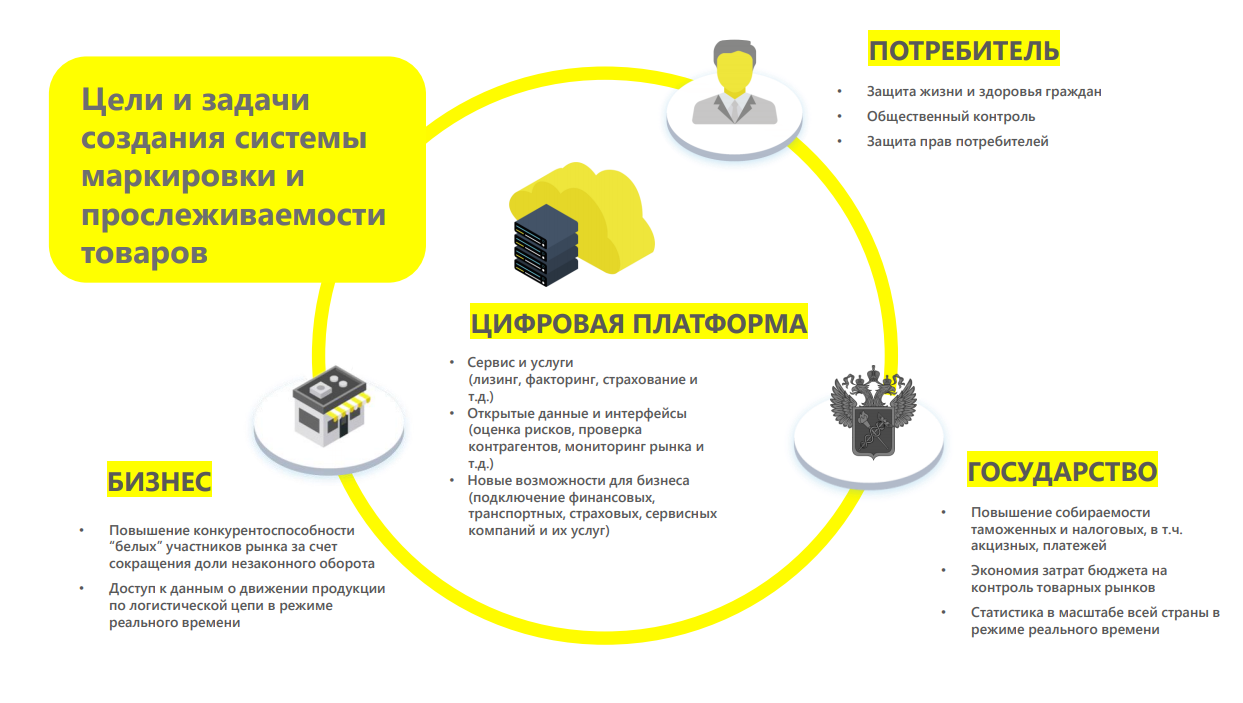 Цели и задачи
создания системы
маркировки и
прослеживаемости
товаров
ПОТРЕБИТЕЛЬ
• Защита жизни и здоровья граждан
• Общественный контроль
• Защита прав потребителей
ЦИФРОВАЯ ПЛАТФОРМА
• Сервис и услуги
(лизинг, факторинг, страхование и
т.д.)
• Открытые данные и интерфейсы
(оценка рисков, проверка
контрагентов, мониторинг рынка и
т.д.)
• Новые возможности для бизнеса
(подключение финансовых,
транспортных, страховых, сервисных
компаний и их услуг)
БИЗНЕС
• Повышение конкурентоспособности
“белых” участников рынка за счет
сокращения доли незаконного оборота
• Доступ к данным о движении продукции
по логистической цепи в режиме
реального времени
ГОСУДАРСТВО
• Повышение собираемости
таможенных и налоговых, в т.ч.
акцизных, платежей
• Экономия затрат бюджета на
контроль товарных рынков
• Статистика в масштабе всей страны в
режиме реального времени